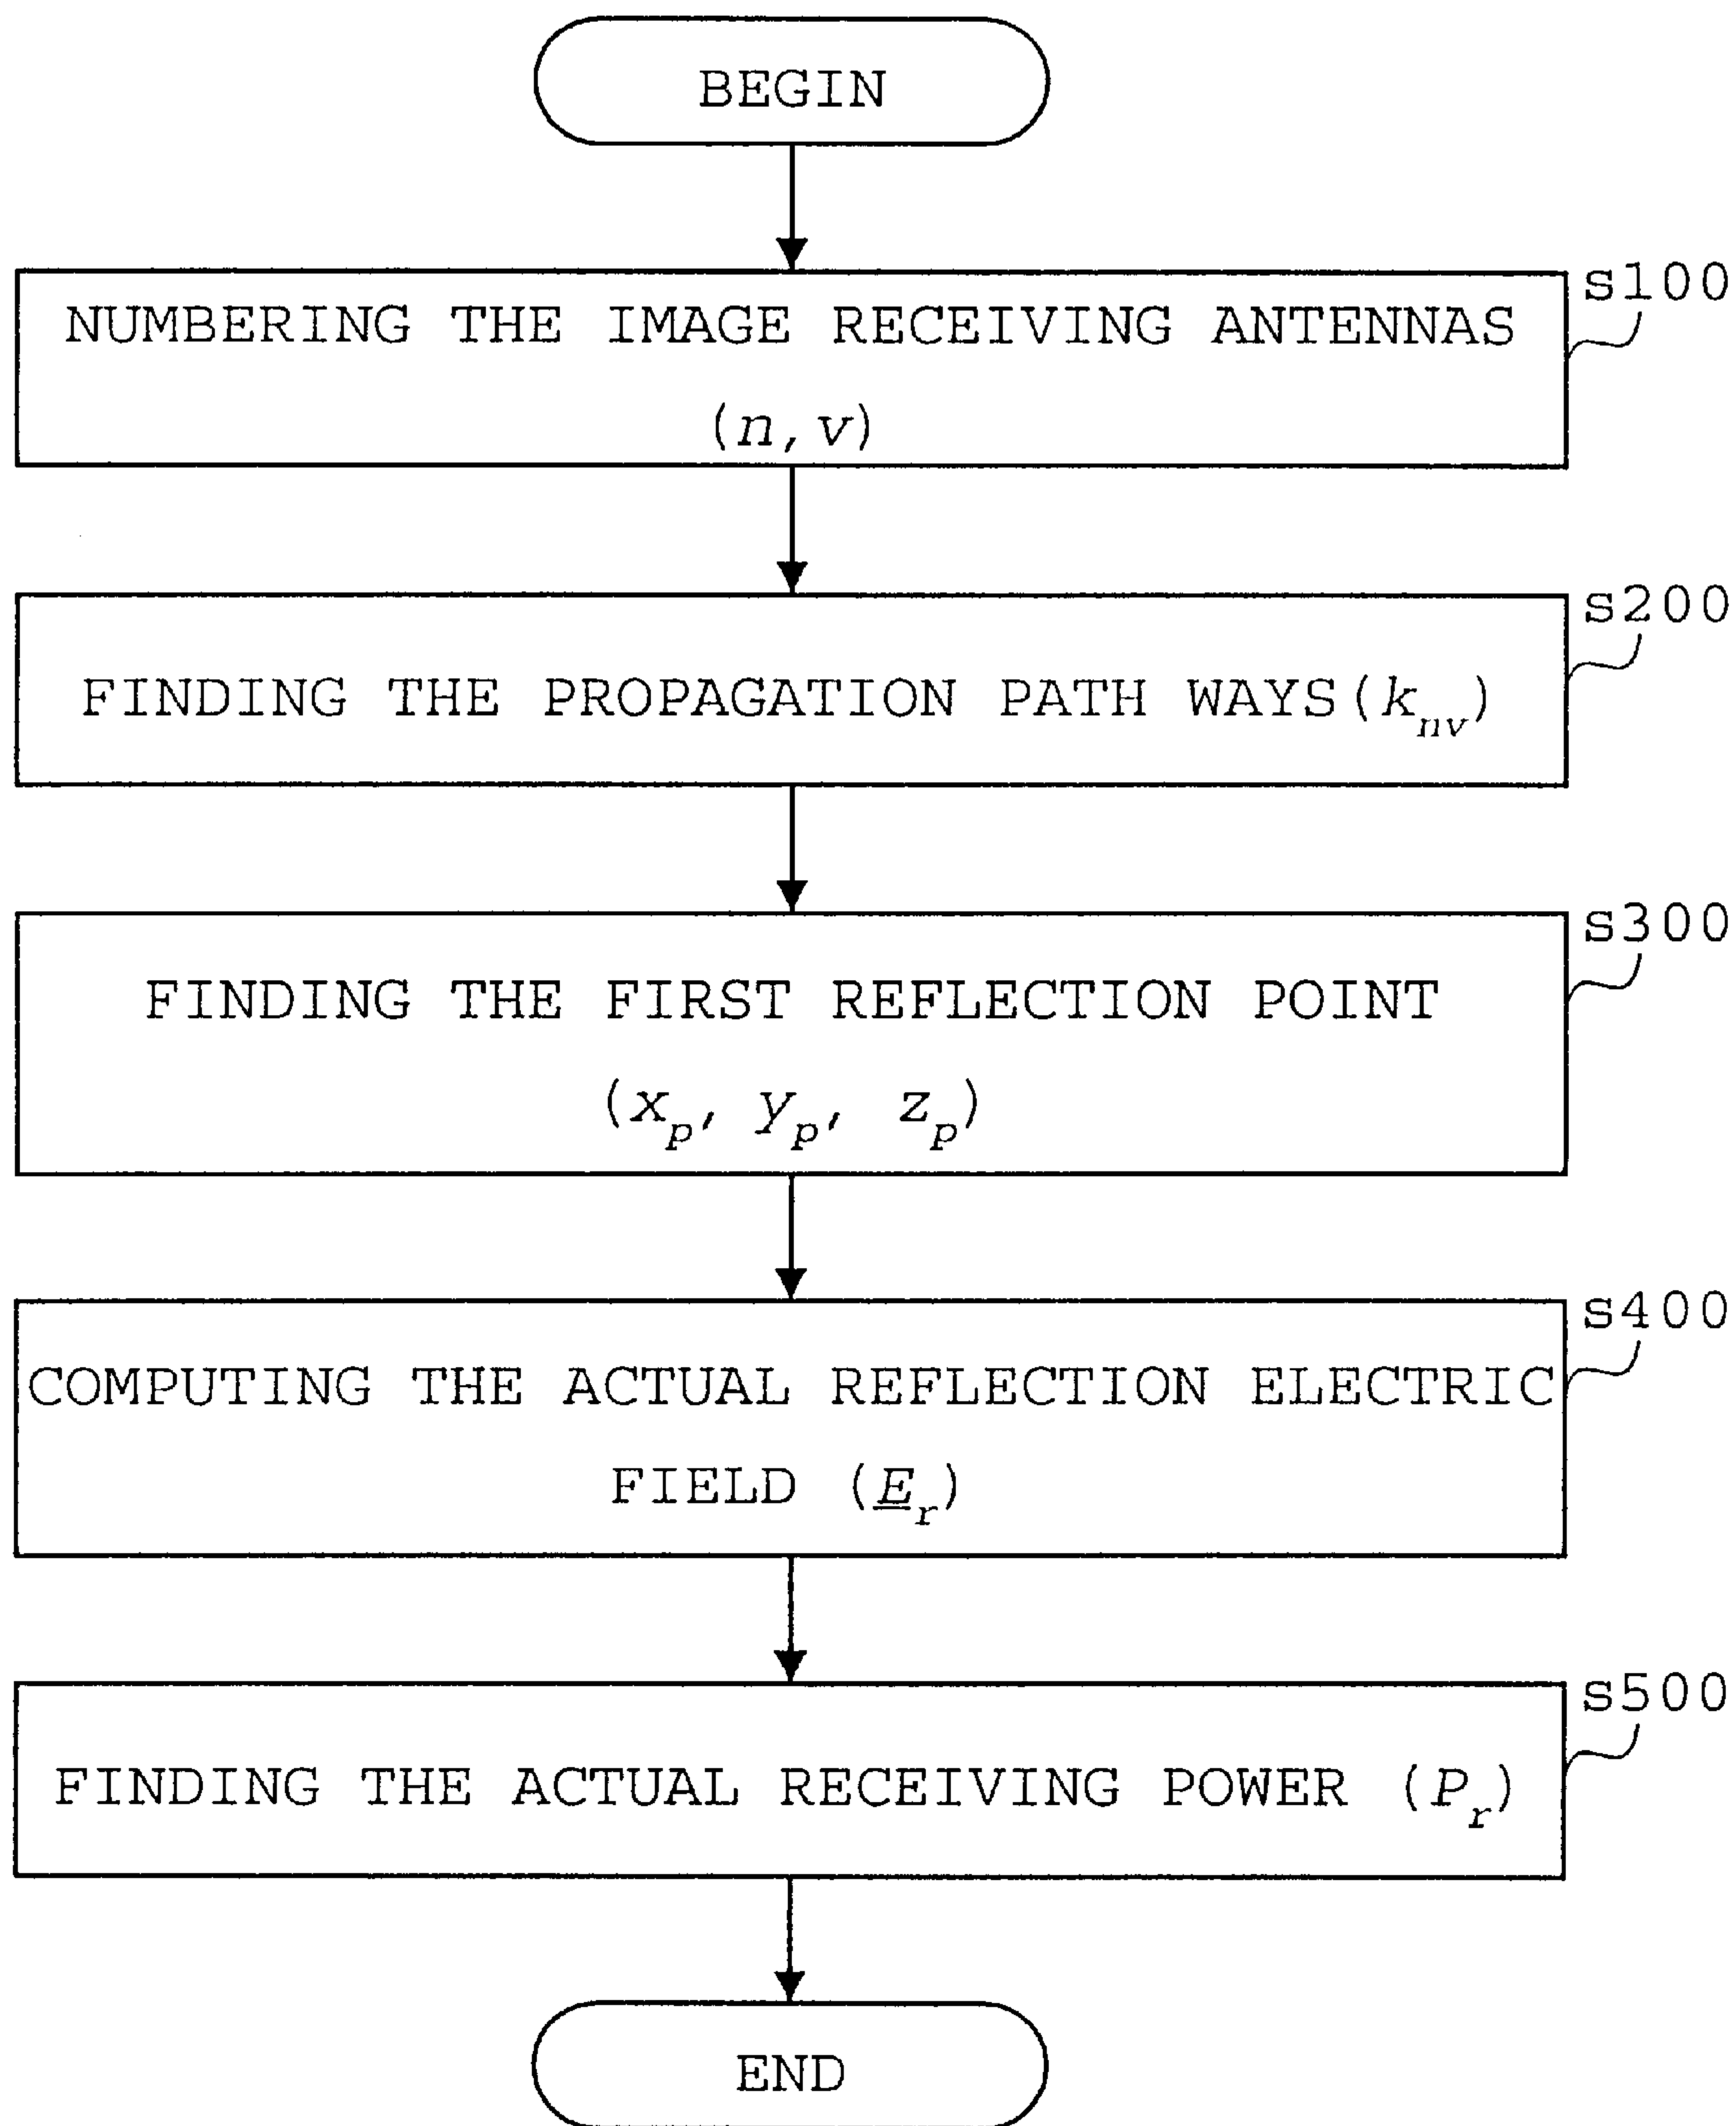 BEGIN
s100
NUMBERING THE IMAGE RECEIVING ANTENNAS
(n, v)
s200
FINDING THE PROPAGATION PATH WAYS(k_nv)
s300
FINDING THE FIRST REFLECTION POINT
(x_p, y_p, z_p)
s400
COMPUTING THE ACTUAL REFLECTION ELECTRIC
FIELD (E_r)
s500
FINDING THE ACTUAL RECEIVING POWER (P_r)
END